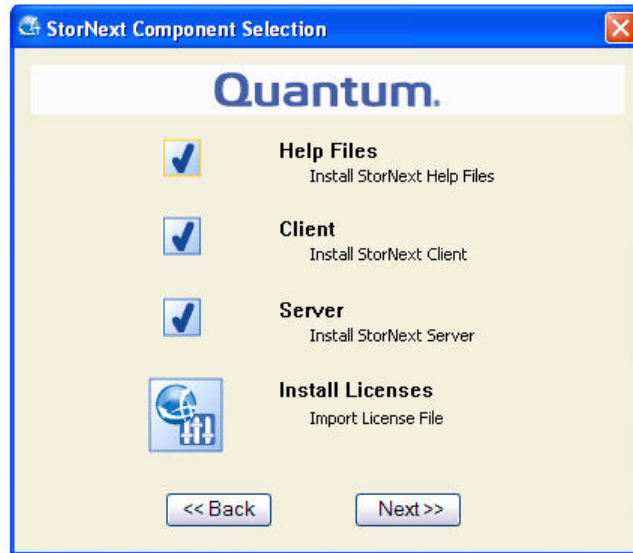 StorNext Component Selection
Quantum.
Help Files
Install StorNext Help Files
Client
Install StorNext Client
Server
Install StorNext Server
Install Licenses
Import License File
<< Back
Next >>